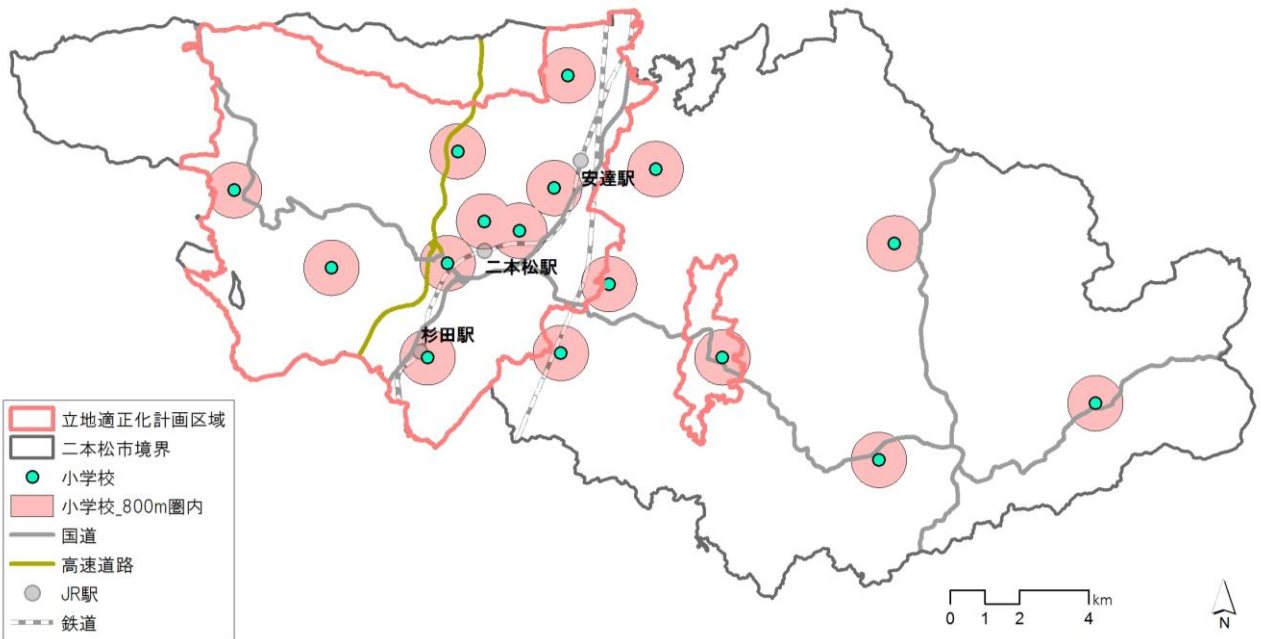 安達駅
二本松駅
杉田駅
立地適正化計画区域
二本松市境界
小学校
小学校_800m圏内
国道
高速道路
JR駅
鉄道
km
0 1 2 4
N